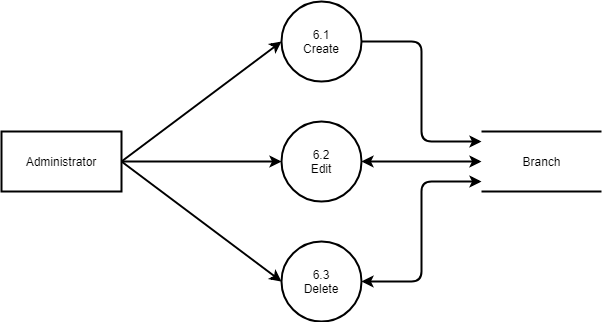 6.1
Create
Administrator
6.2
Edit
Branch
6.3
Delete